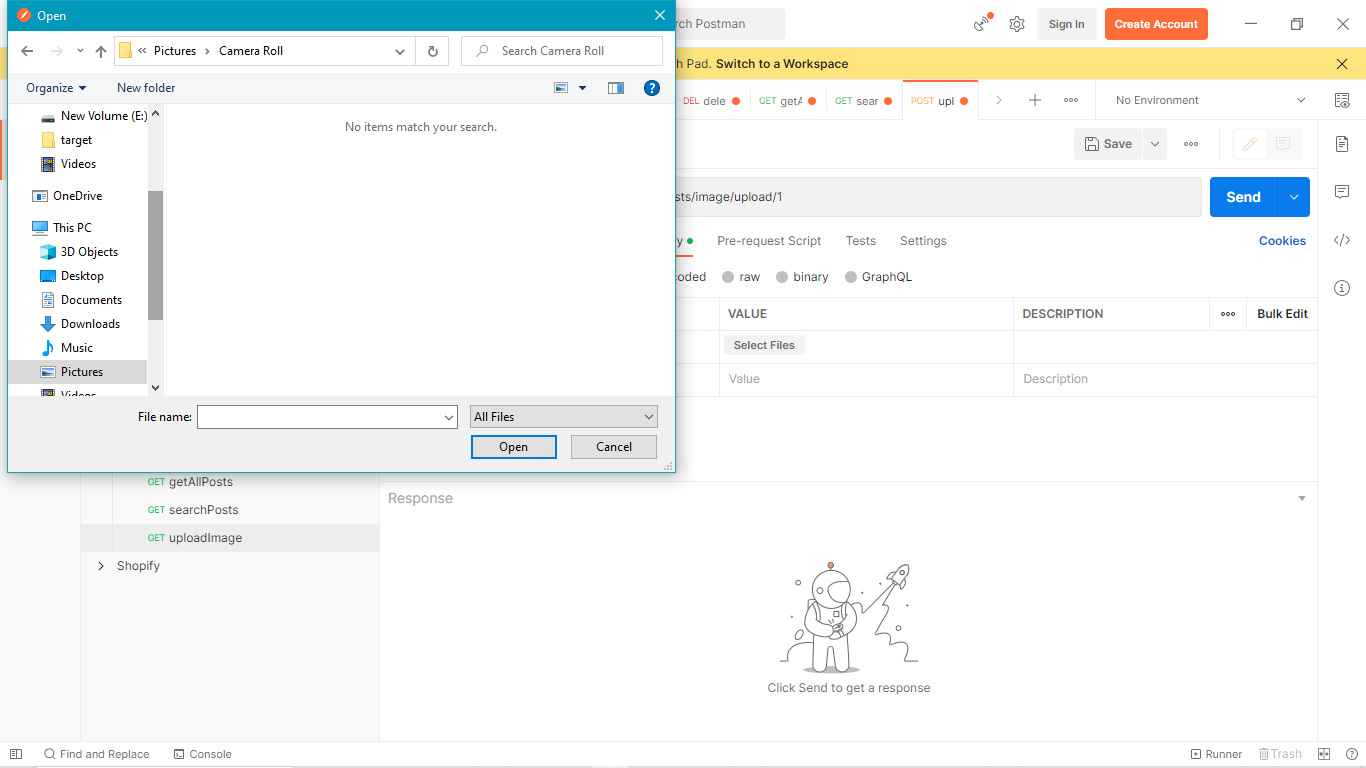 Open
Pictures
Camera Roll
Search Camera Roll
Organize
New folder
New Volume (E:)
target
Videos
OneDrive
This PC
3D Objects
Desktop
Documents
Downloads
Music
Pictures
Videos
No items match your search.
File name:
All Files
Open
Cancel
Postman
Sign In
Create Account
Pad. Switch to a Workspace
DEL dele
GET getA
GET sear
POST upl
No Environment
Save
sts/image/upload/1
Send
Pre-request Script
Tests
Settings
Cookies
coded
raw
binary
GraphQL
VALUE
DESCRIPTION
Bulk Edit
Select Files
Value
Description
GET getAllPosts
GET searchPosts
GET uploadImage
Shopify
Response
Click Send to get a response
Find and Replace
Console
Runner
Trash